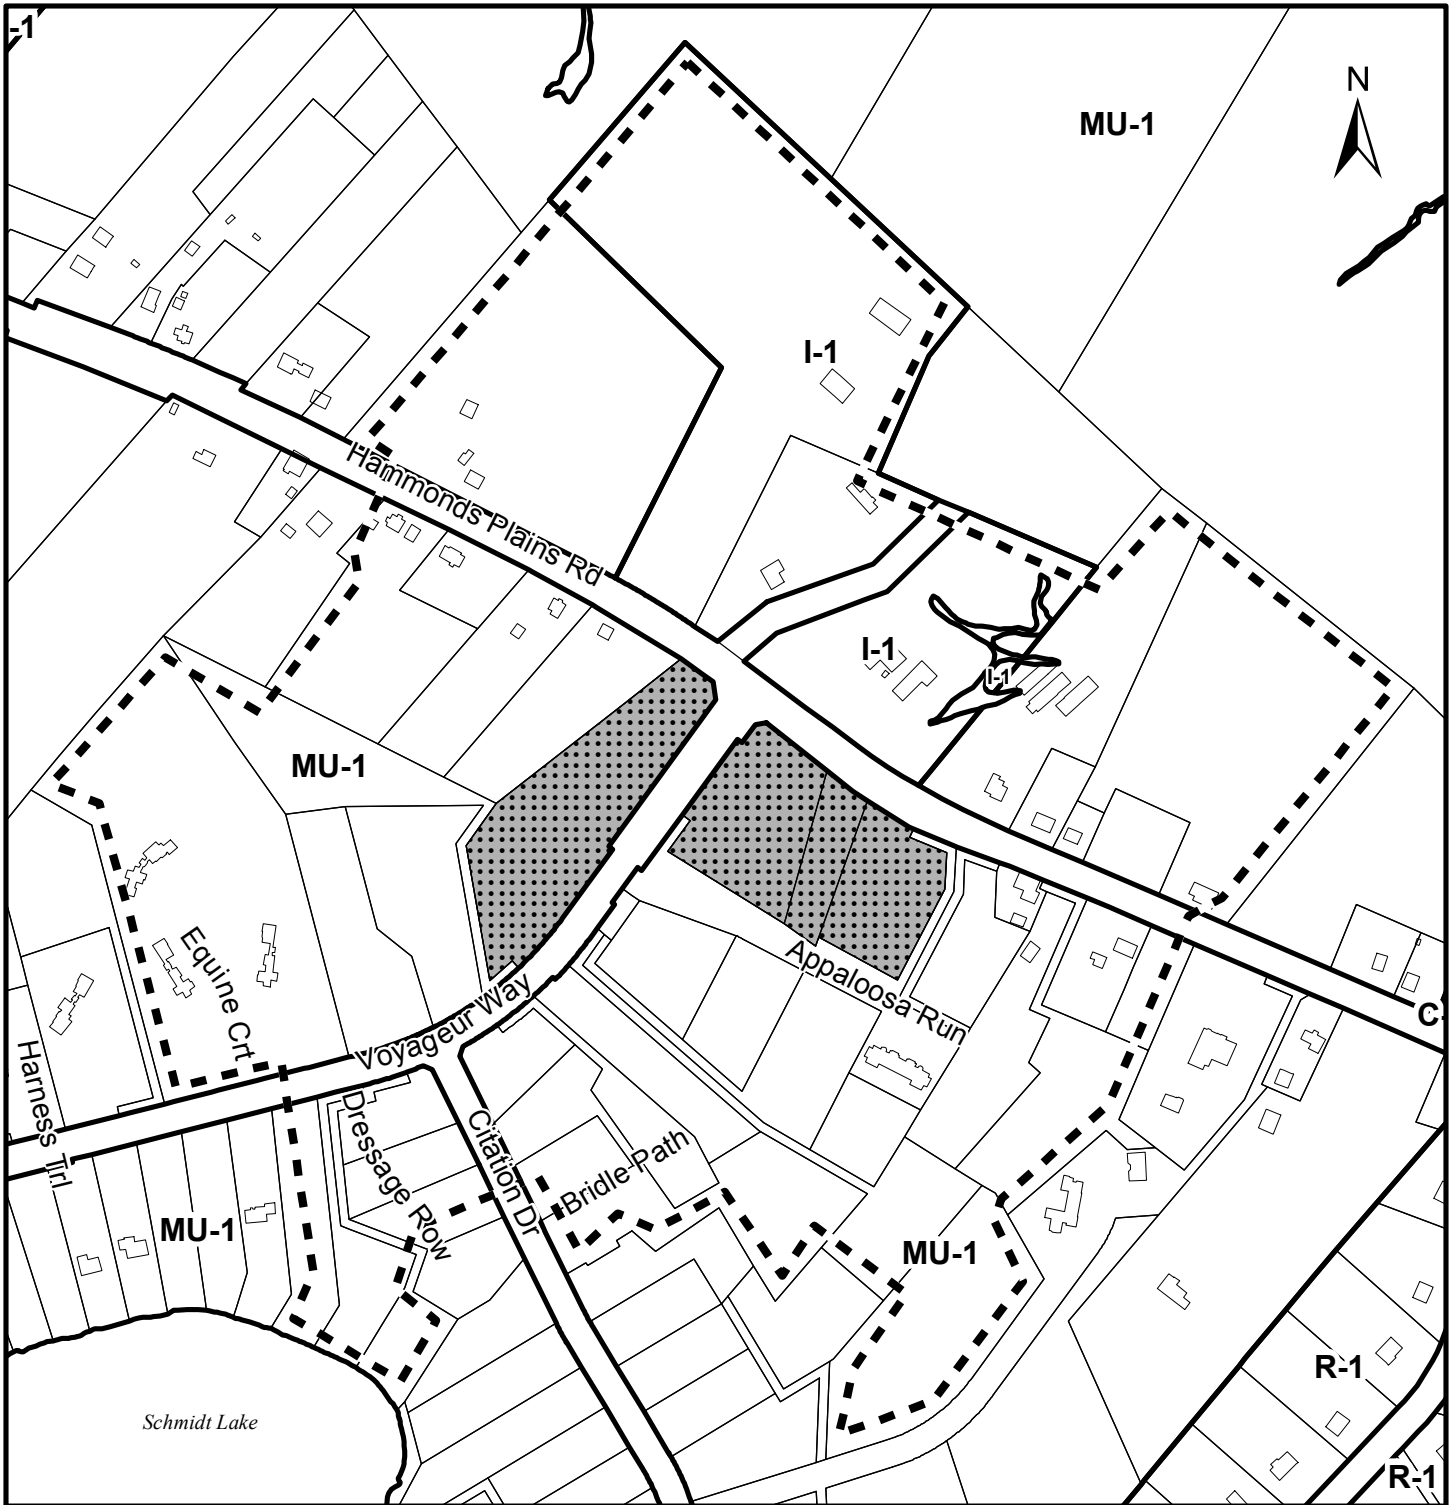 -1
N
MU-1
I-1
Hammonds Plains Rd
I-1
I-1
MU-1
Equine Crt
Appaloosa Run
C-
Voyageur Way
Harness Trl
Dressage Row
Citation Dr
Bridle Path
MU-1
MU-1
R-1
Schmidt Lake
R-1